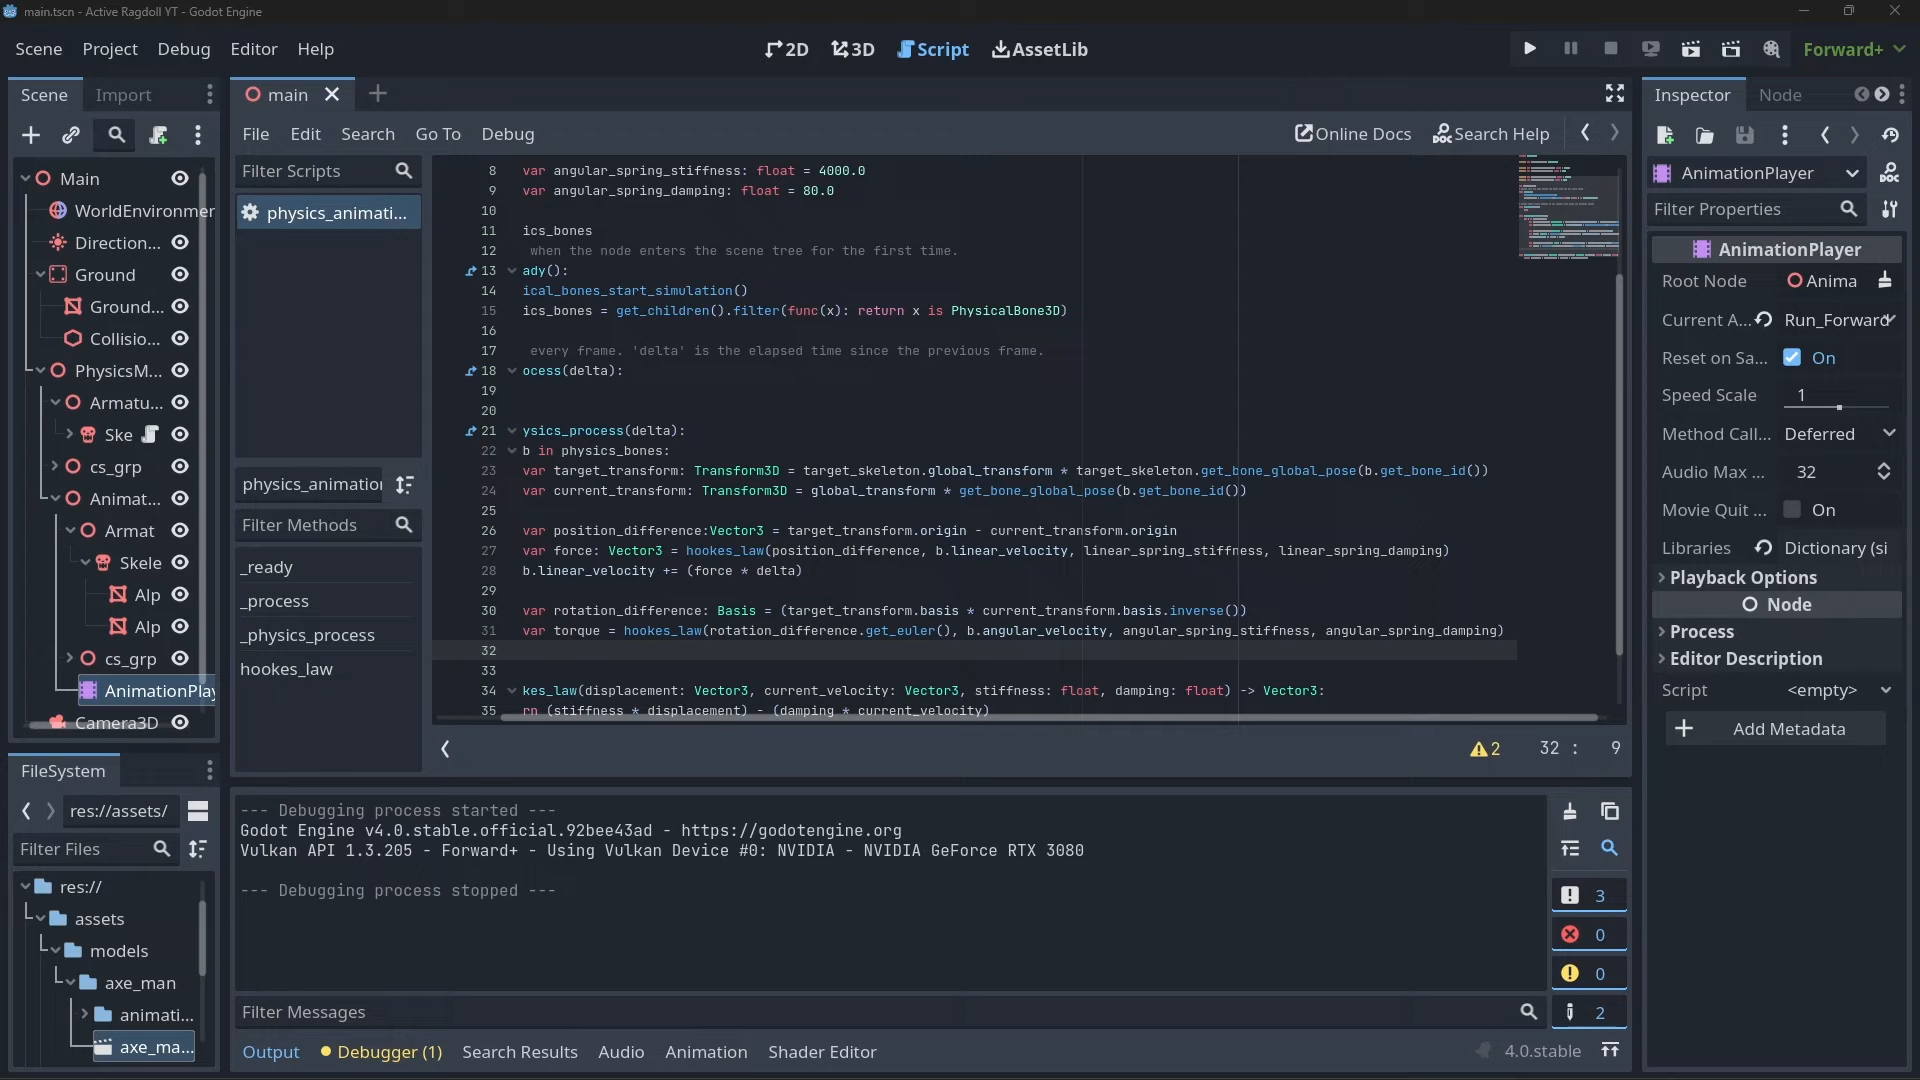 main.tscn - Active Ragdoll YT - Godot Engine
Scene Project Debug Editor Help
2D 3D Script AssetLib
Forward+
Scene Import
main
Inspector Node
File Edit Search Go To Debug
Online Docs Search Help
Filter Scripts
physics_animati...
physics_animation
Filter Methods
_ready
_process
_physics_process
hookes_law
Main
WorldEnvironmer
Direction...
Ground
Ground...
Collisio...
PhysicsM...
Armatu...
Ske
cs_grp
Animat...
Armat
Skele
Alp
Alp
cs_grp
AnimationPlay
Camera3D
8 var angular_spring_stiffness: float = 4000.0
9 var angular_spring_damping: float = 80.0
10
11 ics_bones
12 when the node enters the scene tree for the first time.
13 ady():
14 ical_bones_start_simulation()
15 ics_bones = get_children().filter(func(x): return x is PhysicalBone3D)
16
17 every frame. 'delta' is the elapsed time since the previous frame.
18 ocess(delta):
19
20
21 ysics_process(delta):
22 b in physics_bones:
23 var target_transform: Transform3D = target_skeleton.global_transform * target_skeleton.get_bone_global_pose(b.get_bone_id())
24 var current_transform: Transform3D = global_transform * get_bone_global_pose(b.get_bone_id())
25
26 var position_difference:Vector3 = target_transform.origin - current_transform.origin
27 var force: Vector3 = hookes_law(position_difference, b.linear_velocity, linear_spring_stiffness, linear_spring_damping)
28 b.linear_velocity += (force * delta)
29
30 var rotation_difference: Basis = (target_transform.basis * current_transform.basis.inverse())
31 var torque = hookes_law(rotation_difference.get_euler(), b.angular_velocity, angular_spring_stiffness, angular_spring_damping)
32
33
34 kes_law(displacement: Vector3, current_velocity: Vector3, stiffness: float, damping: float) -> Vector3:
35 rn (stiffness * displacement) - (damping * current_velocity)
2 32 : 9
AnimationPlayer
Filter Properties
AnimationPlayer
Root Node Anima
Current A... Run_Forward
Reset on Sa... On
Speed Scale 1
Method Call... Deferred
Audio Max ... 32
Movie Quit ... On
Libraries Dictionary (si
Playback Options
Node
Process
Editor Description
Script <empty>
Add Metadata
FileSystem
res://assets/
Filter Files
res://
assets
models
axe_man
animati...
axe_ma...
--- Debugging process started ---
Godot Engine v4.0.stable.official.92bee43ad - https://godotengine.org
Vulkan API 1.3.205 - Forward+ - Using Vulkan Device #0: NVIDIA - NVIDIA GeForce RTX 3080
--- Debugging process stopped ---
3
0
0
2
Filter Messages
Output Debugger (1) Search Results Audio Animation Shader Editor
4.0.stable